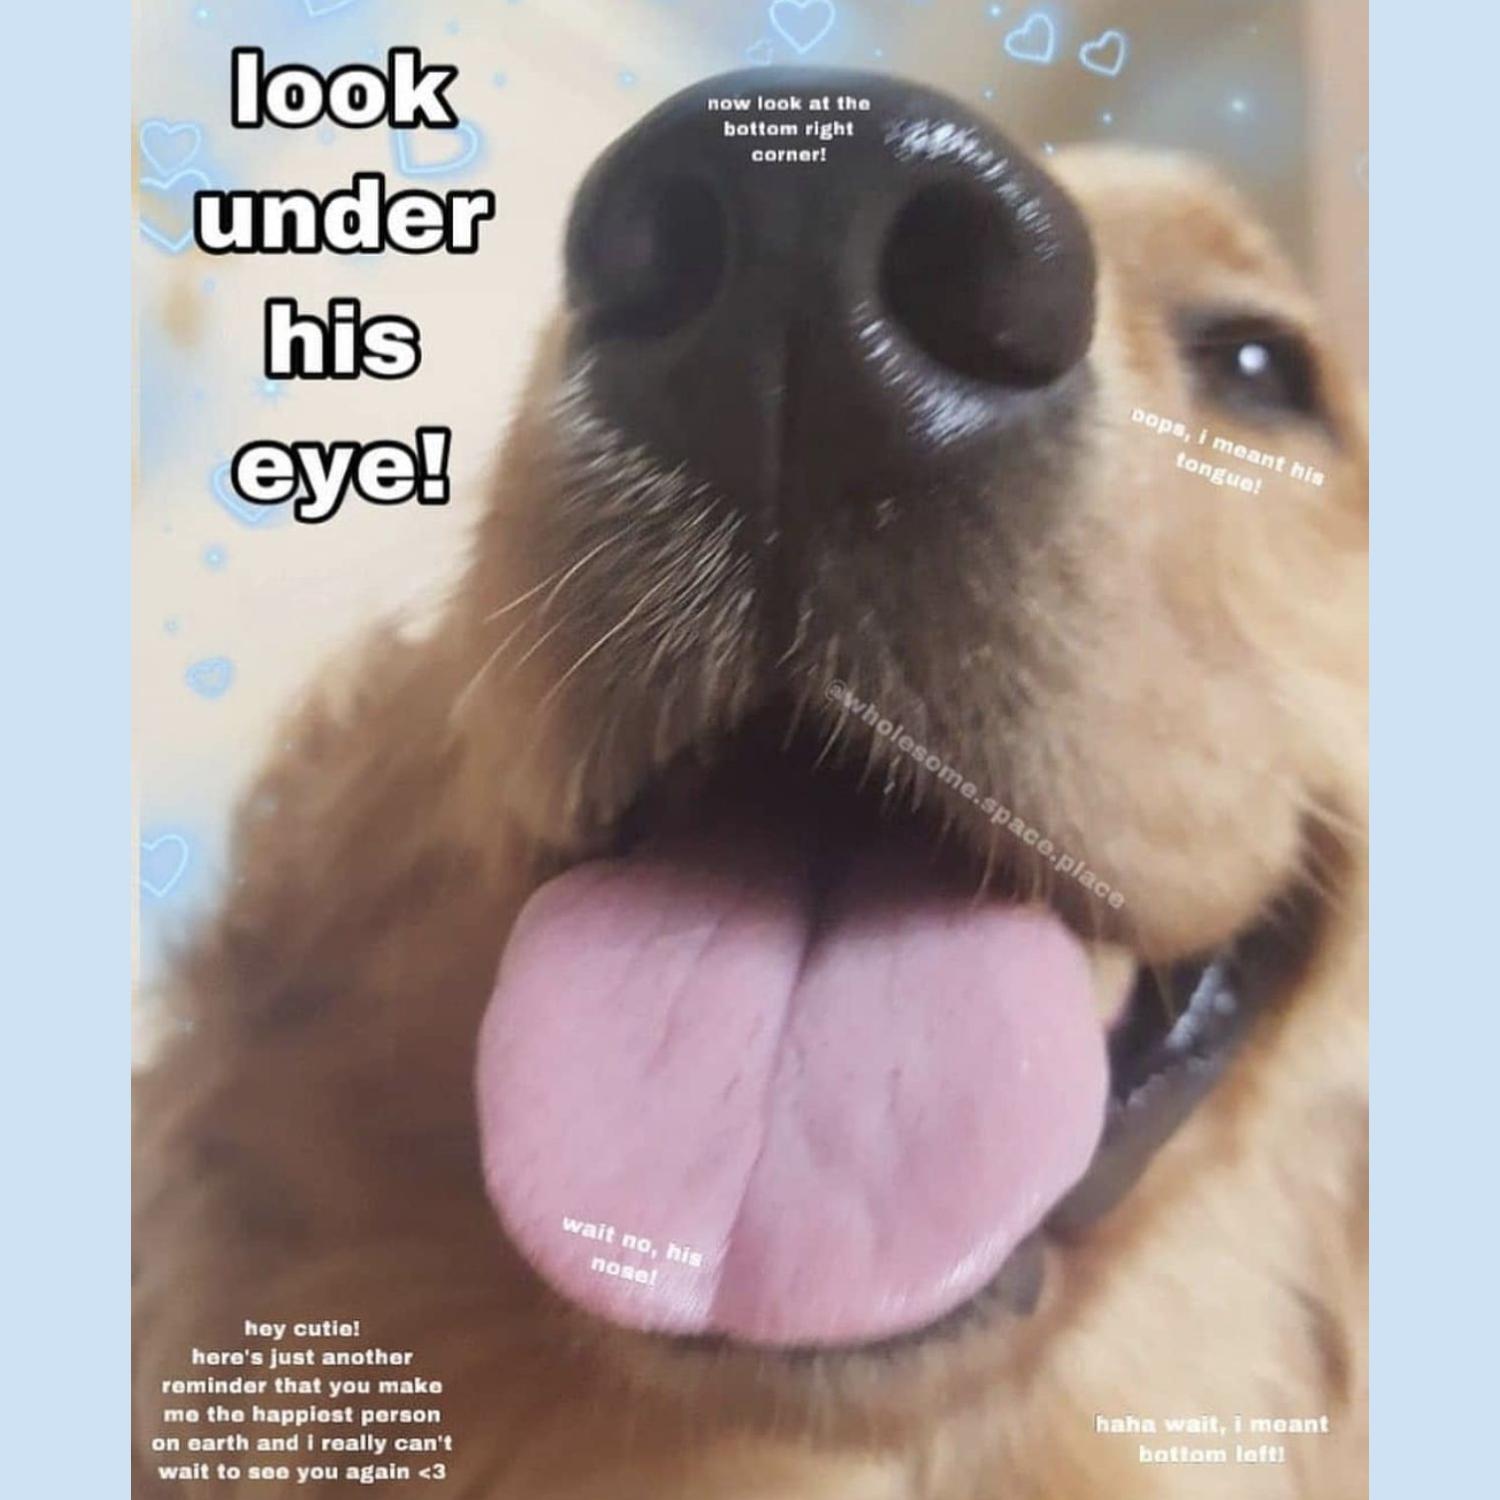 look
under
his
eye!
now look at the
bottom right
corner!
oops, i meant his
tongue!
@wholesome.space.place
wait no, his
nose!
hey cutie!
here's just another
reminder that you make
me the happiest person
on earth and i really can't
wait to see you again <3
haha wait, i meant
bottom left!